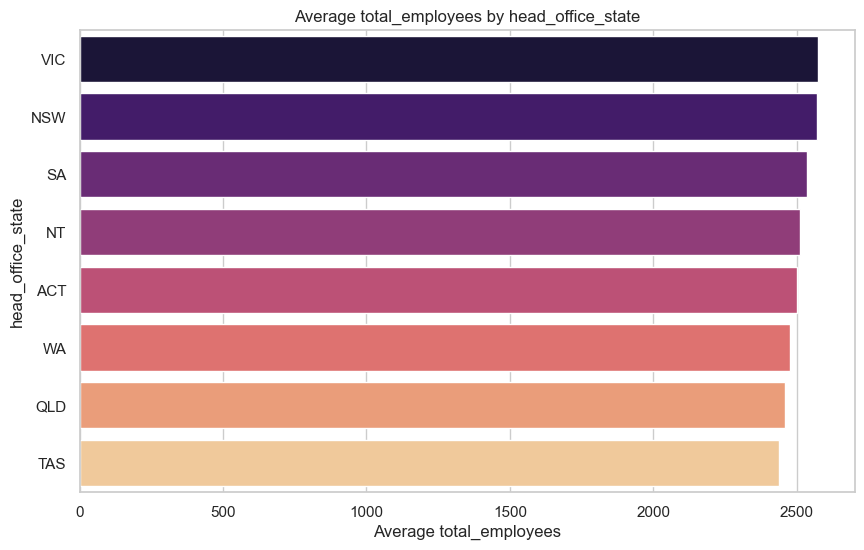 Average total_employees by head_office_state
head_office_state
VIC
NSW
SA
NT
ACT
WA
QLD
TAS
0 500 1000 1500 2000 2500
Average total_employees